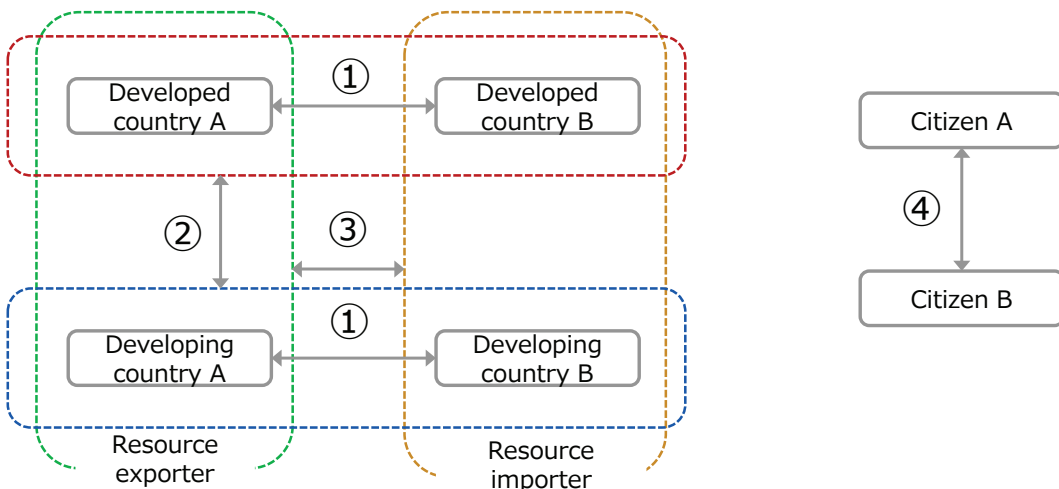 ①
Developed
country A
Developed
country B
Citizen A
②
③
④
①
Developing
country A
Developing
country B
Citizen B
Resource
exporter
Resource
importer